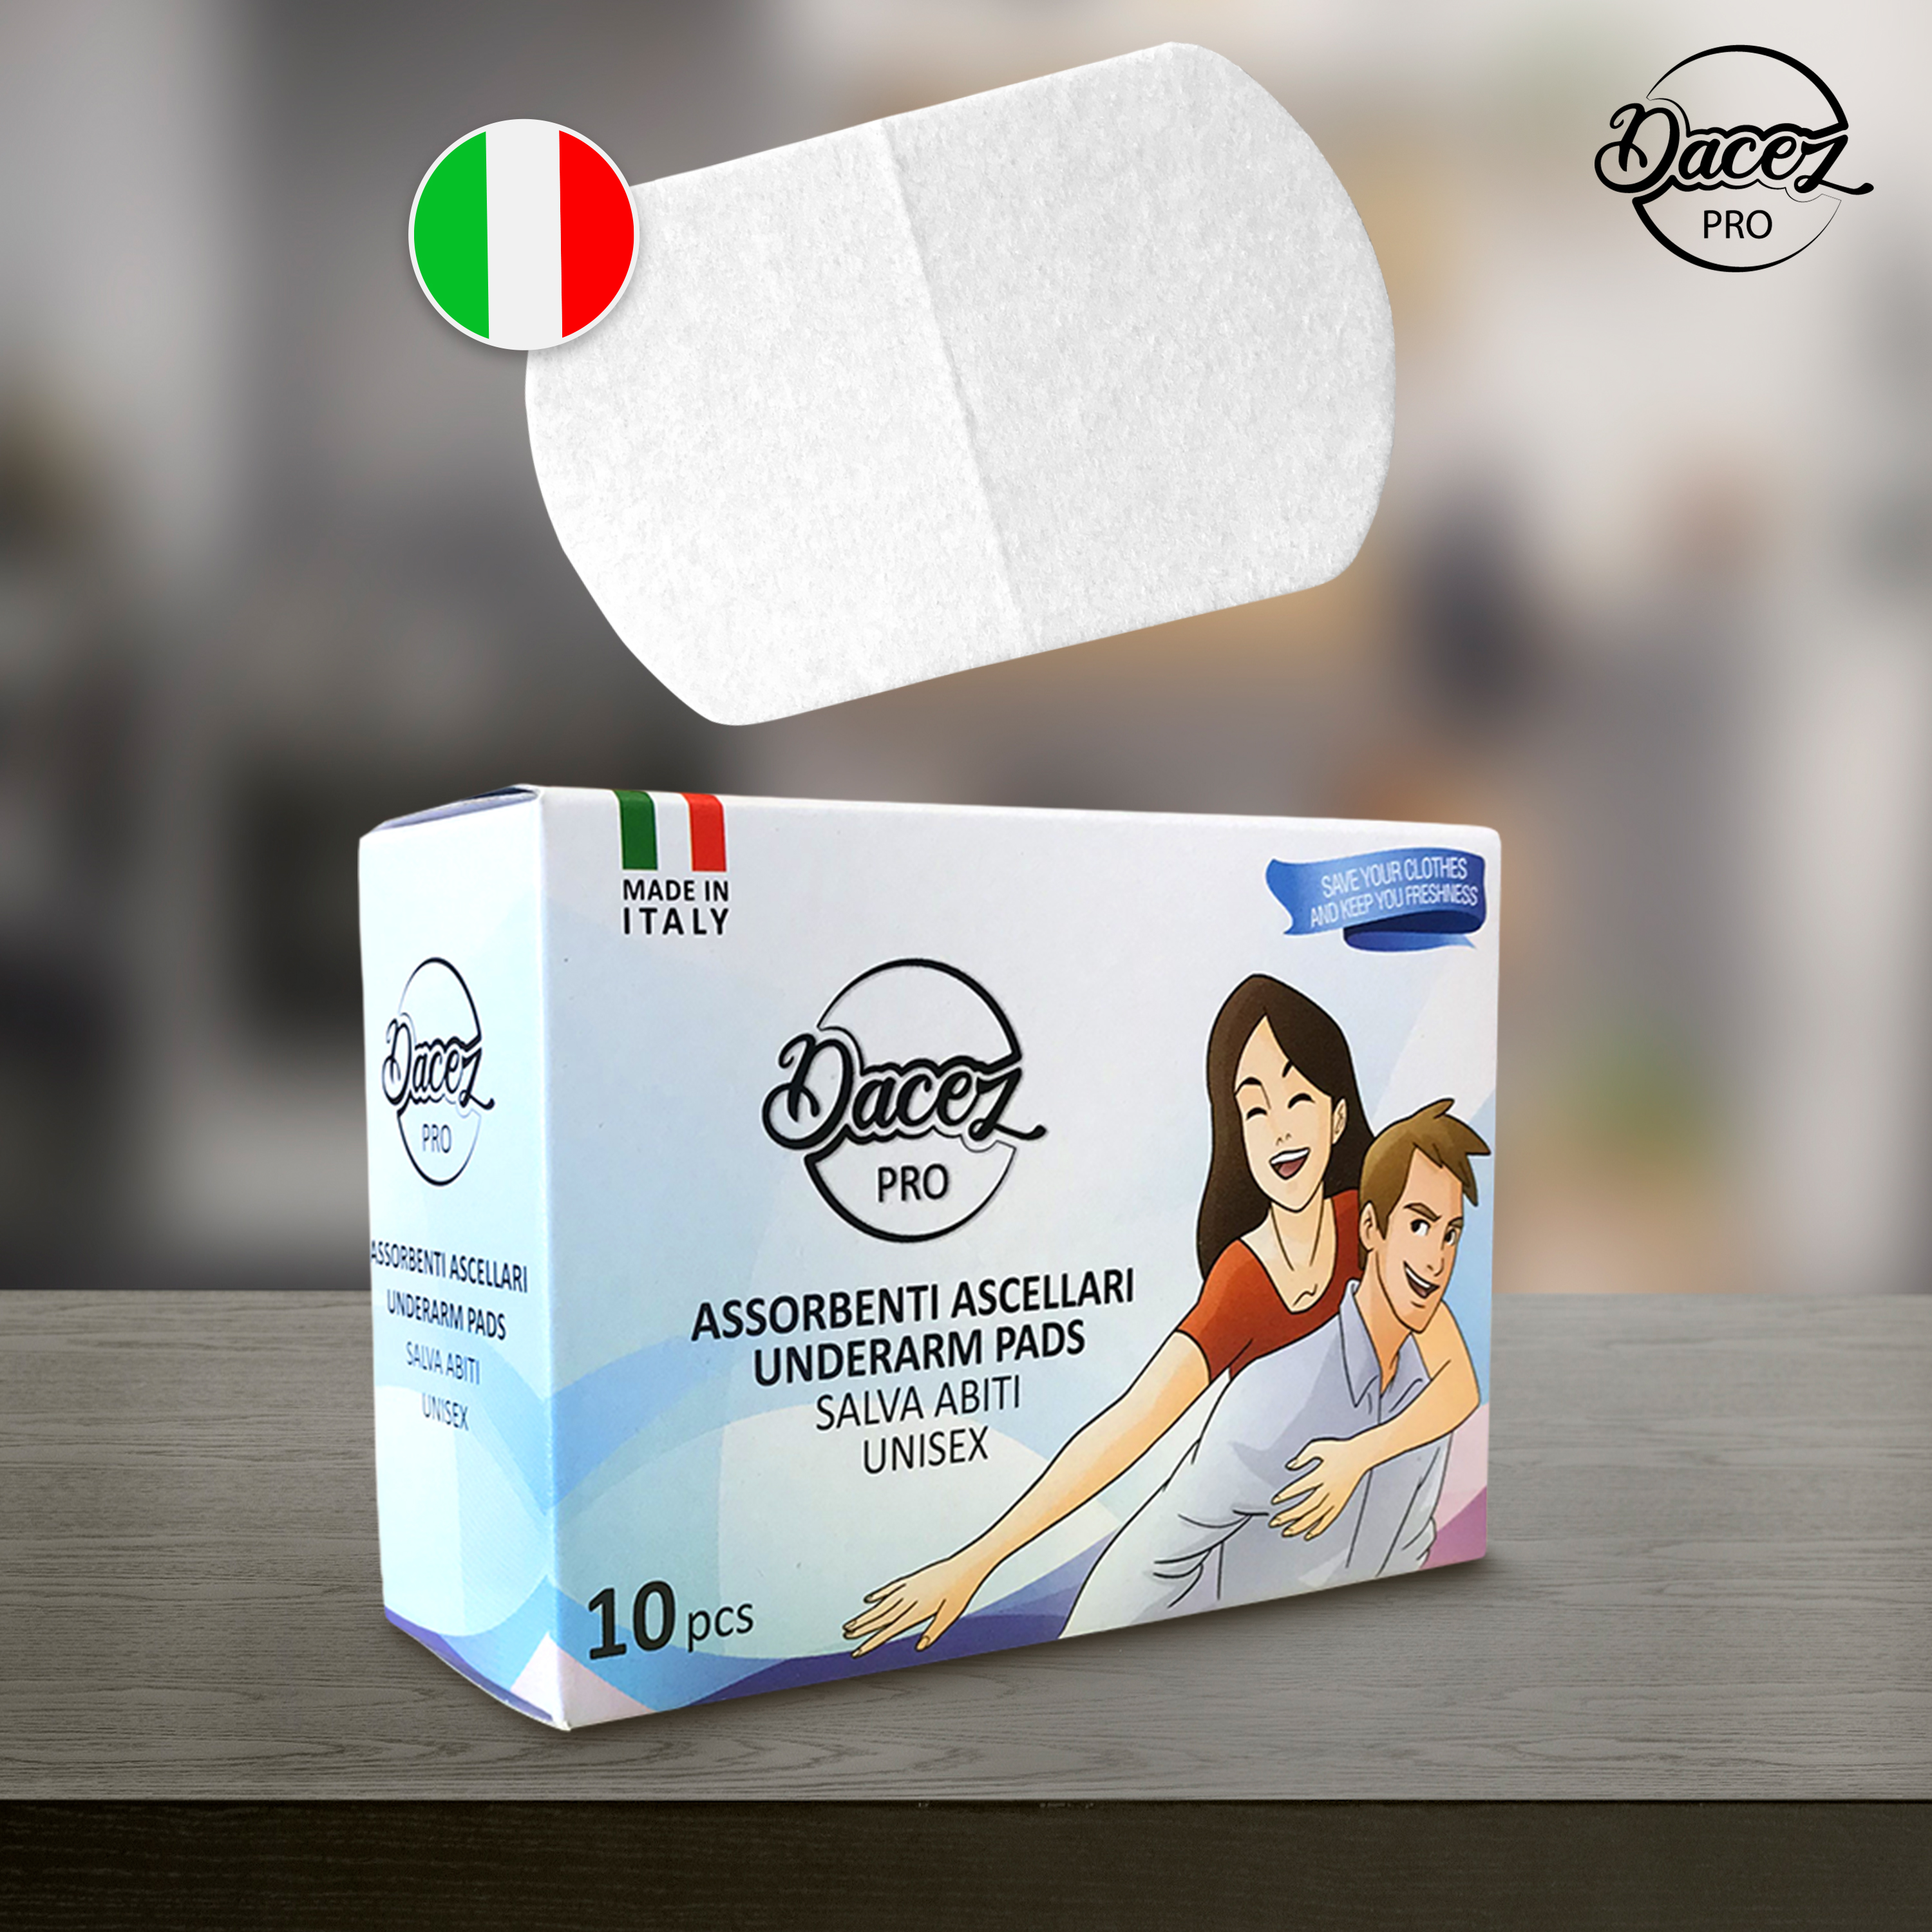 Dacez
PRO
MADE IN
ITALY
SAVE YOUR CLOTHES
AND KEEP YOU FRESHNESS
Dacez
PRO
ASSORBENTI ASCELLARI
UNDERARM PADS
SALVA ABITI
UNISEX
10 pcs
Dacez
PRO
ASSORBENTI ASCELLARI
UNDERARM PADS
SALVA ABITI
UNISEX